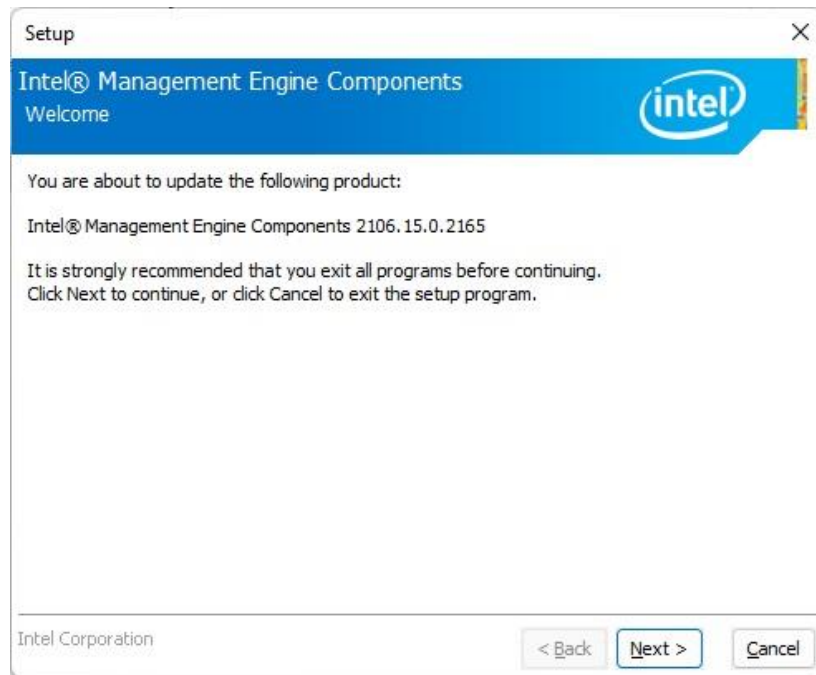 Setup
Intel® Management Engine Components
Welcome
intel
You are about to update the following product:
Intel® Management Engine Components 2106.15.0.2165
It is strongly recommended that you exit all programs before continuing.
Click Next to continue, or click Cancel to exit the setup program.
Intel Corporation
< Back
Next >
Cancel